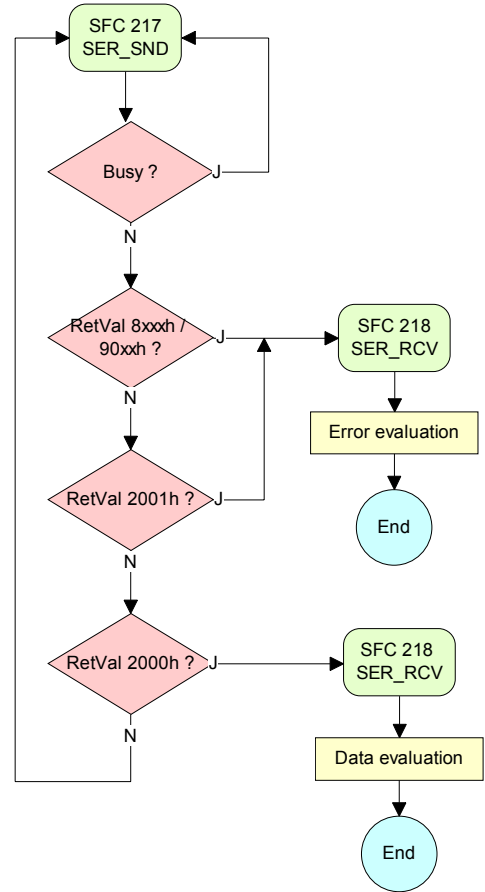 SFC 217
SER_SND
Busy ?
J
N
RetVal 8xxxh /
90xxh ?
J
N
SFC 218
SER_RCV
Error evaluation
End
RetVal 2001h ?
J
N
RetVal 2000h ?
J
N
SFC 218
SER_RCV
Data evaluation
End